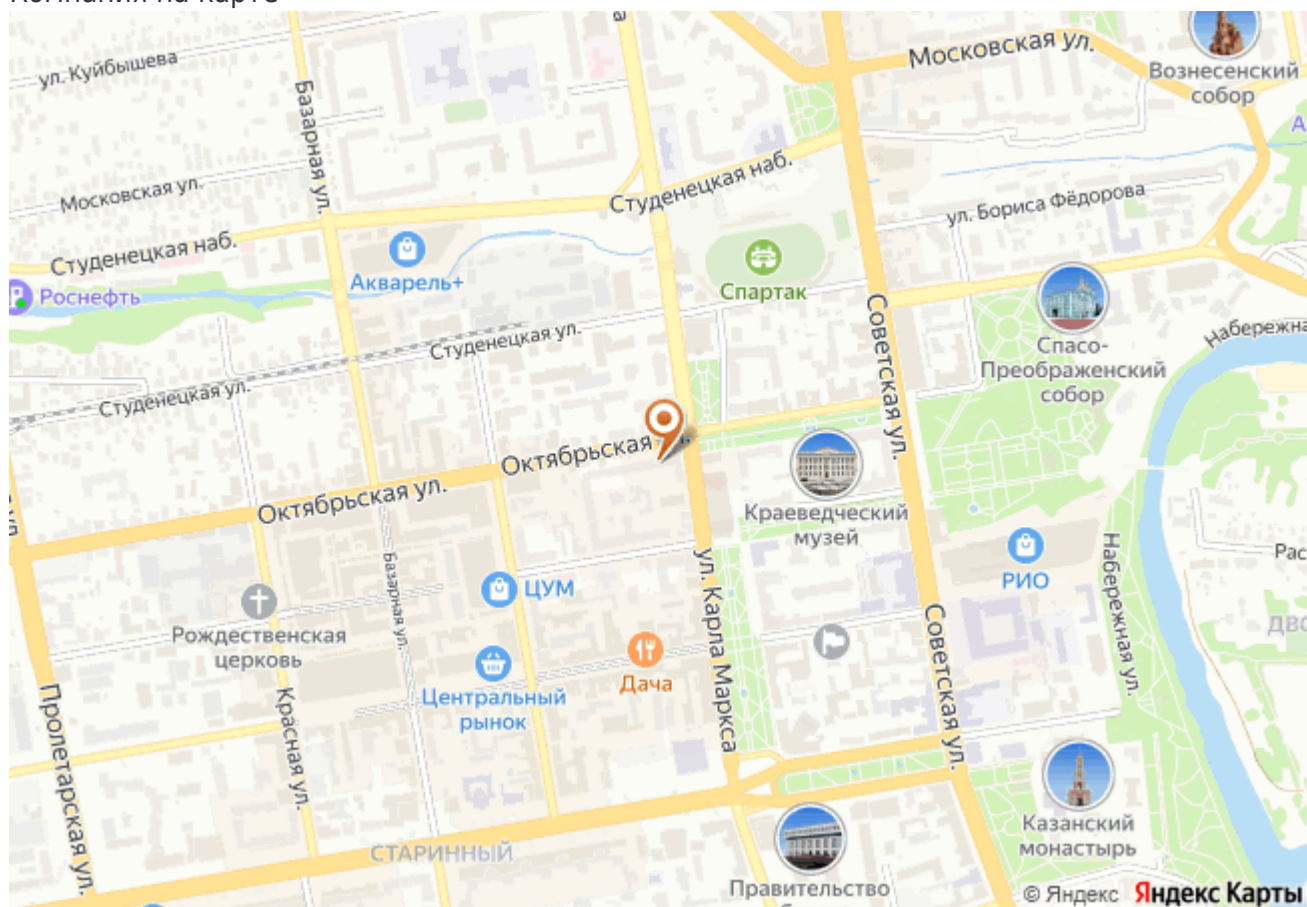 Компания на карте
Московская ул.
ул. Куйбышева
Вознесенский
собор
Базарная ул.
Студенецкая наб.
Московская ул.
ул. Бориса Фёдорова
Студенецкая наб.
Акварель+
Спартак
Роснефть
Советская ул.
Спасо-
Преображенский
собор
Студенецкая ул.
Студенецкая ул.
Октябрьская
Октябрьская ул.
Краеведческий
музей
ул. Карла Маркса
Базарная ул.
ЦУМ
РИО
Набережная ул.
Рождественская
церковь
Советская ул.
Дача
Центральный
рынок
Пролетарская ул.
Красная ул.
Казанский
монастырь
СТАРИННЫЙ
Правительство
© Яндекс Яндекс Карты